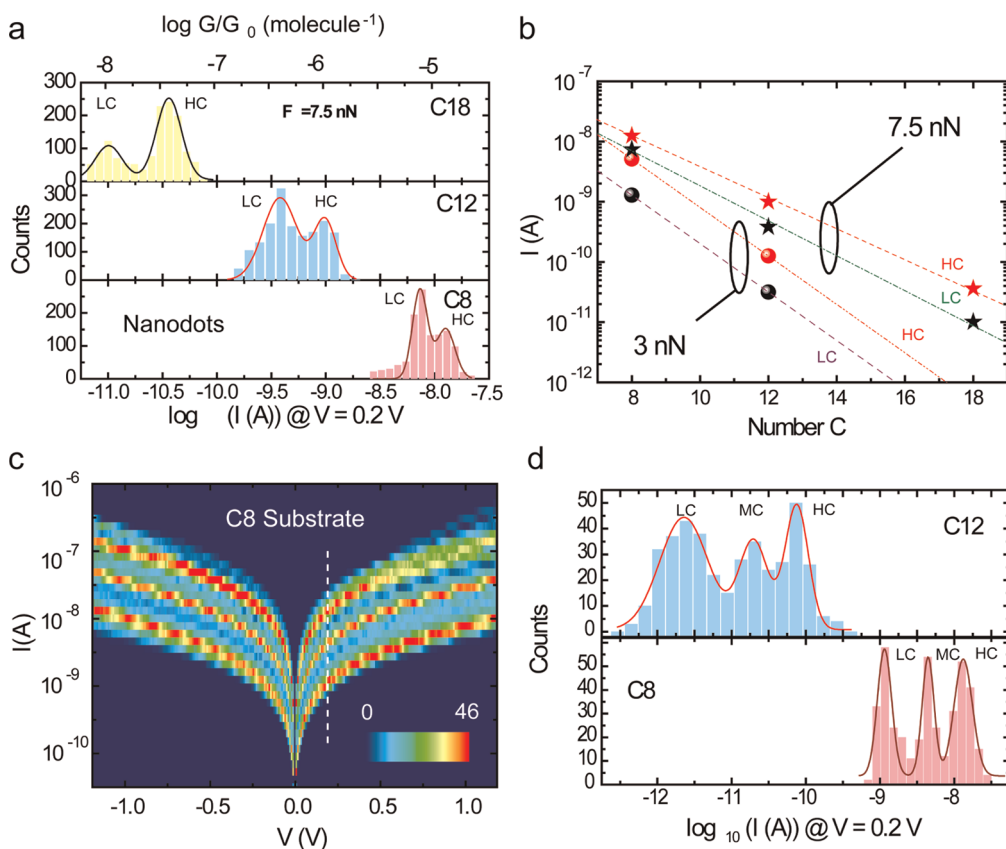 a
log G/G 0 (molecule-1)
-8 -7 -6 -5
300
200
100
0
LC HC F =7.5 nN C18
300
200
100
0
LC HC C12
Counts
200
100
0
LC C8
HC
Nanodots
-11.0 -10.5 -10.0 -9.5 -9.0 -8.5 -8.0 -7.5
log (I (A)) @ V = 0.2 V
b
10-7
10-8
10-9
10-10
10-11
10-12
I (A)
7.5 nN
3 nN
HC
LC
HC
LC
8 10 12 14 16 18
Number C
c
10-6
10-7
10-8
10-9
10-10
I(A)
C8 Substrate
0 46
-1.0 -0.5 0.0 0.5 1.0
V (V)
d
50
40
30
20
10
0
LC MC HC C12
Counts
50
40
30
20
10
0
LC MC HC
C8
-12 -11 -10 -9 -8
log 10 (I (A)) @ V = 0.2 V